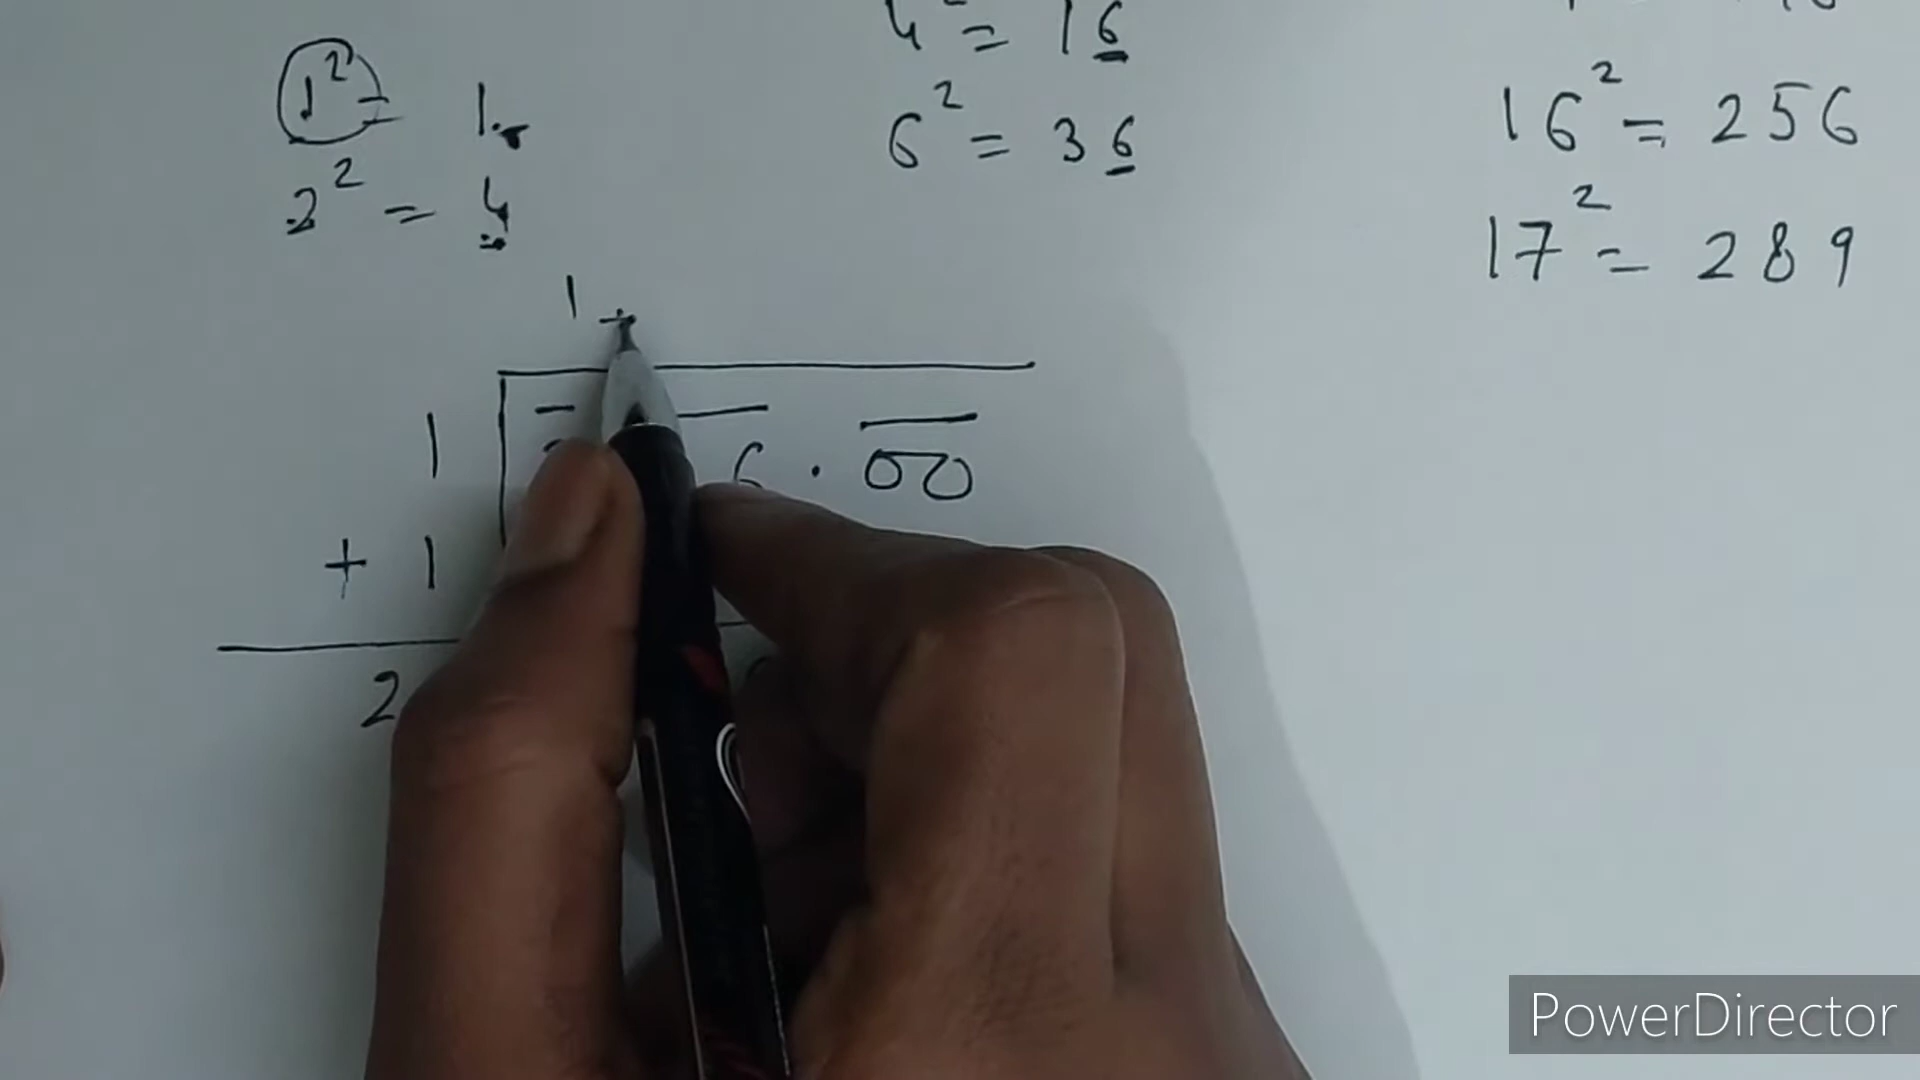 1² = 1
2² = 4
4² = 16
6² = 36
16² = 256
17² = 289
1
1 6 . 00
+ 1
2
PowerDirector